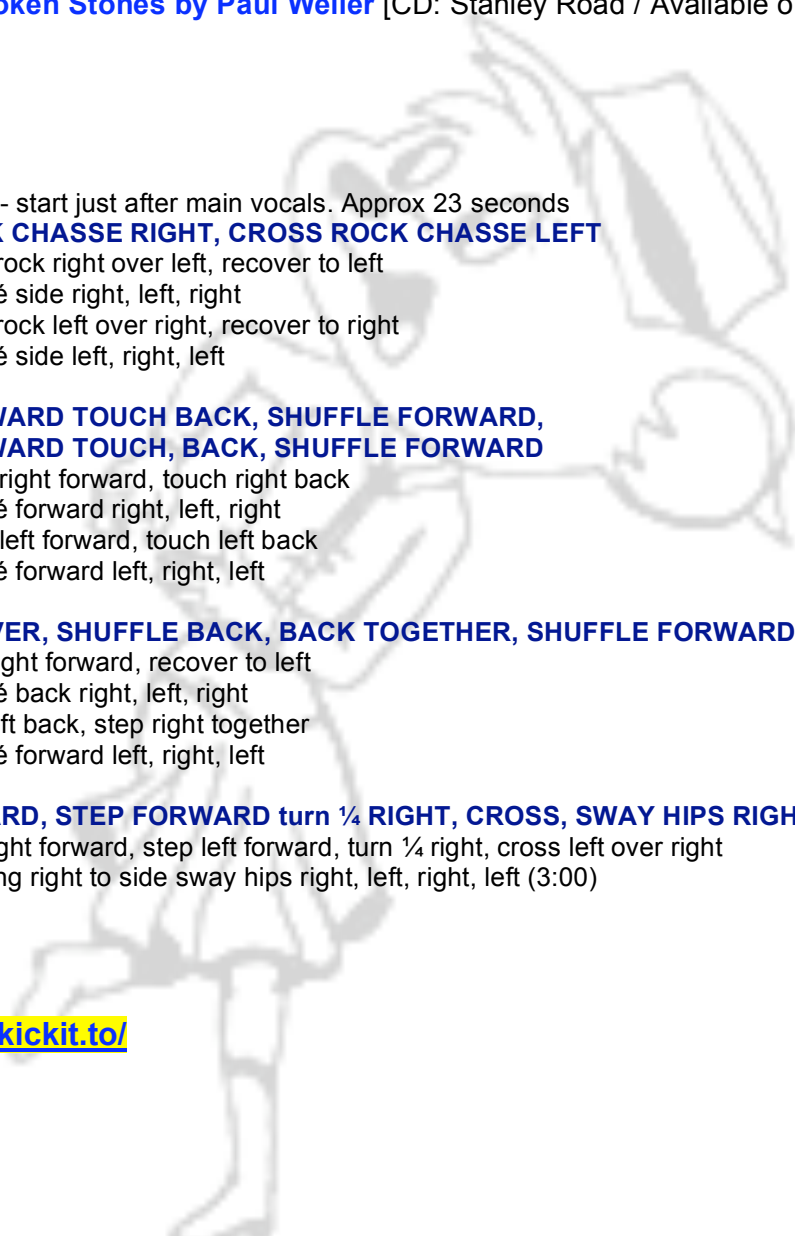 oken Stones by Paul Weller [CD: Stanley Road / Available o
- start just after main vocals. Approx 23 seconds
K CHASSE RIGHT, CROSS ROCK CHASSE LEFT
rock right over left, recover to left
é side right, left, right
rock left over right, recover to right
é side left, right, left
WARD TOUCH BACK, SHUFFLE FORWARD,
WARD TOUCH, BACK, SHUFFLE FORWARD
right forward, touch right back
é forward right, left, right
left forward, touch left back
é forward left, right, left
VER, SHUFFLE BACK, BACK TOGETHER, SHUFFLE FORWARD
ght forward, recover to left
é back right, left, right
ft back, step right together
é forward left, right, left
ARD, STEP FORWARD turn ¼ RIGHT, CROSS, SWAY HIPS RIGH
ght forward, step left forward, turn ¼ right, cross left over right
ng right to side sway hips right, left, right, left (3:00)
kickit.to/